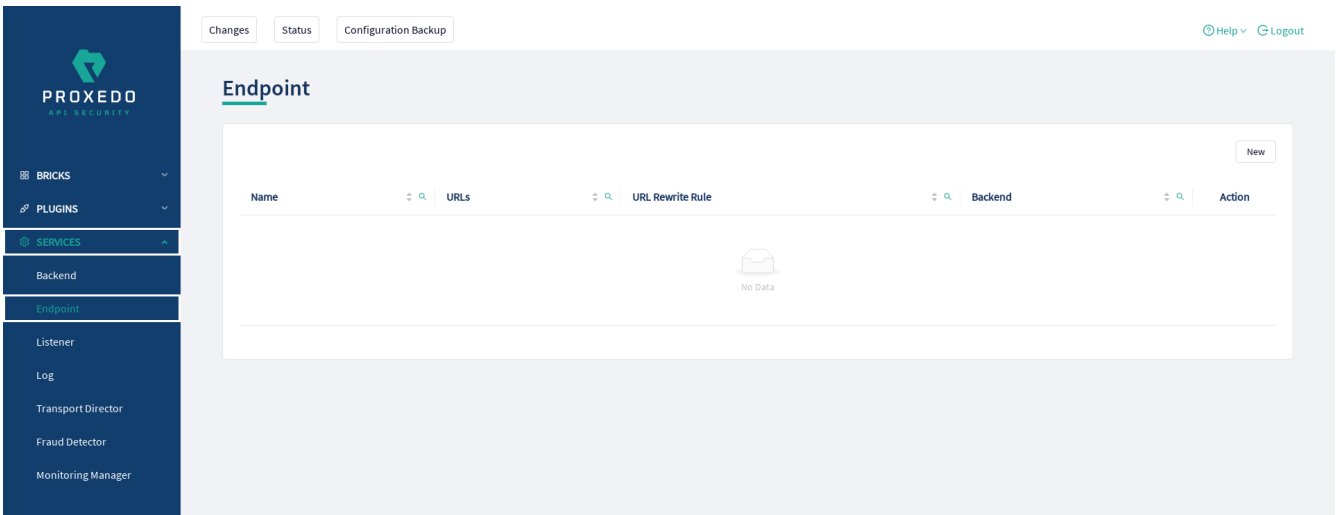 Changes Status Configuration Backup Help Logout
PROXEDO
API SECURITY
Endpoint
New
BRICKS
PLUGINS
SERVICES
Backend
Endpoint
Listener
Log
Transport Director
Fraud Detector
Monitoring Manager
Name URLs URL Rewrite Rule Backend Action
No Data